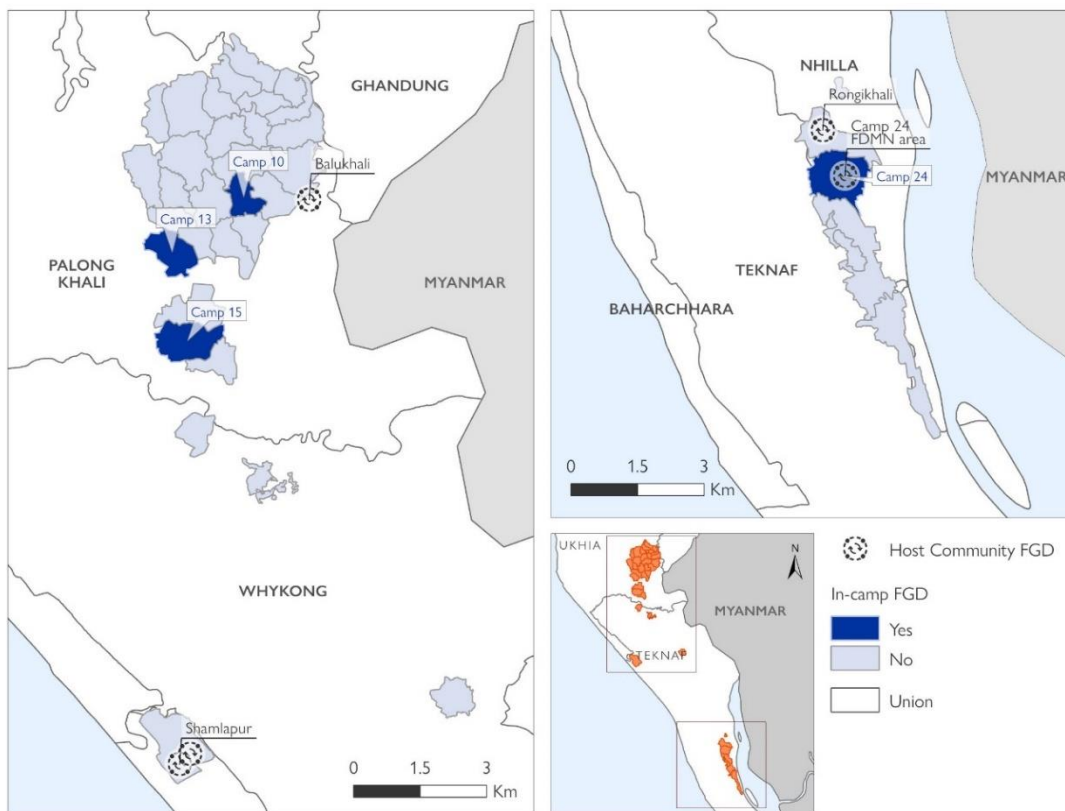 GHANDUNG
Camp 10
Balukhali
Camp 13
PALONG
KHALI
MYANMAR
Camp 15
WHYKONG
Shamlapur
0 1.5 3
Km
NHILLA
Rongikhali
Camp 24
FDMN area
Camp 24
MYANMAR
TEKNAF
BAHARCHHARA
0 1.5 3
Km
UKHIA
N
MYANMAR
TEKNAF
Host Community FGD
In-camp FGD
Yes
No
Union